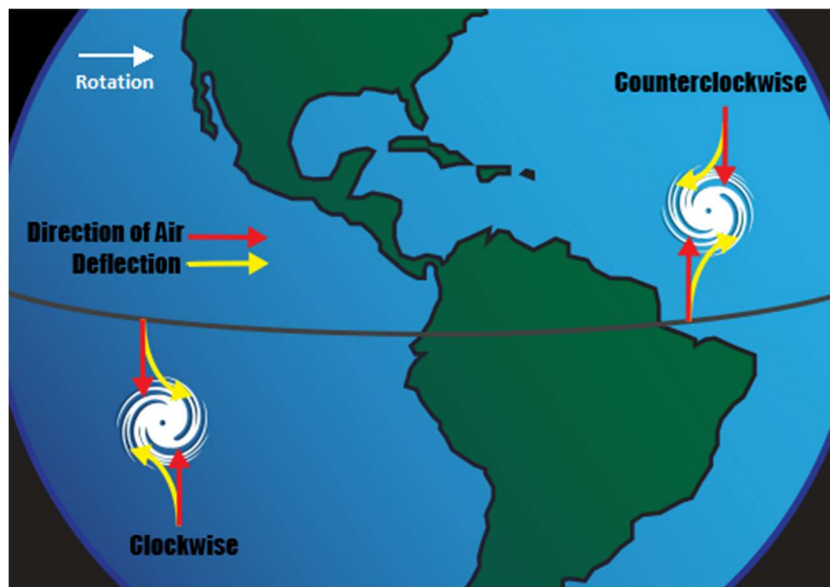 Rotation
Counterclockwise
Direction of Air
Deflection
Clockwise